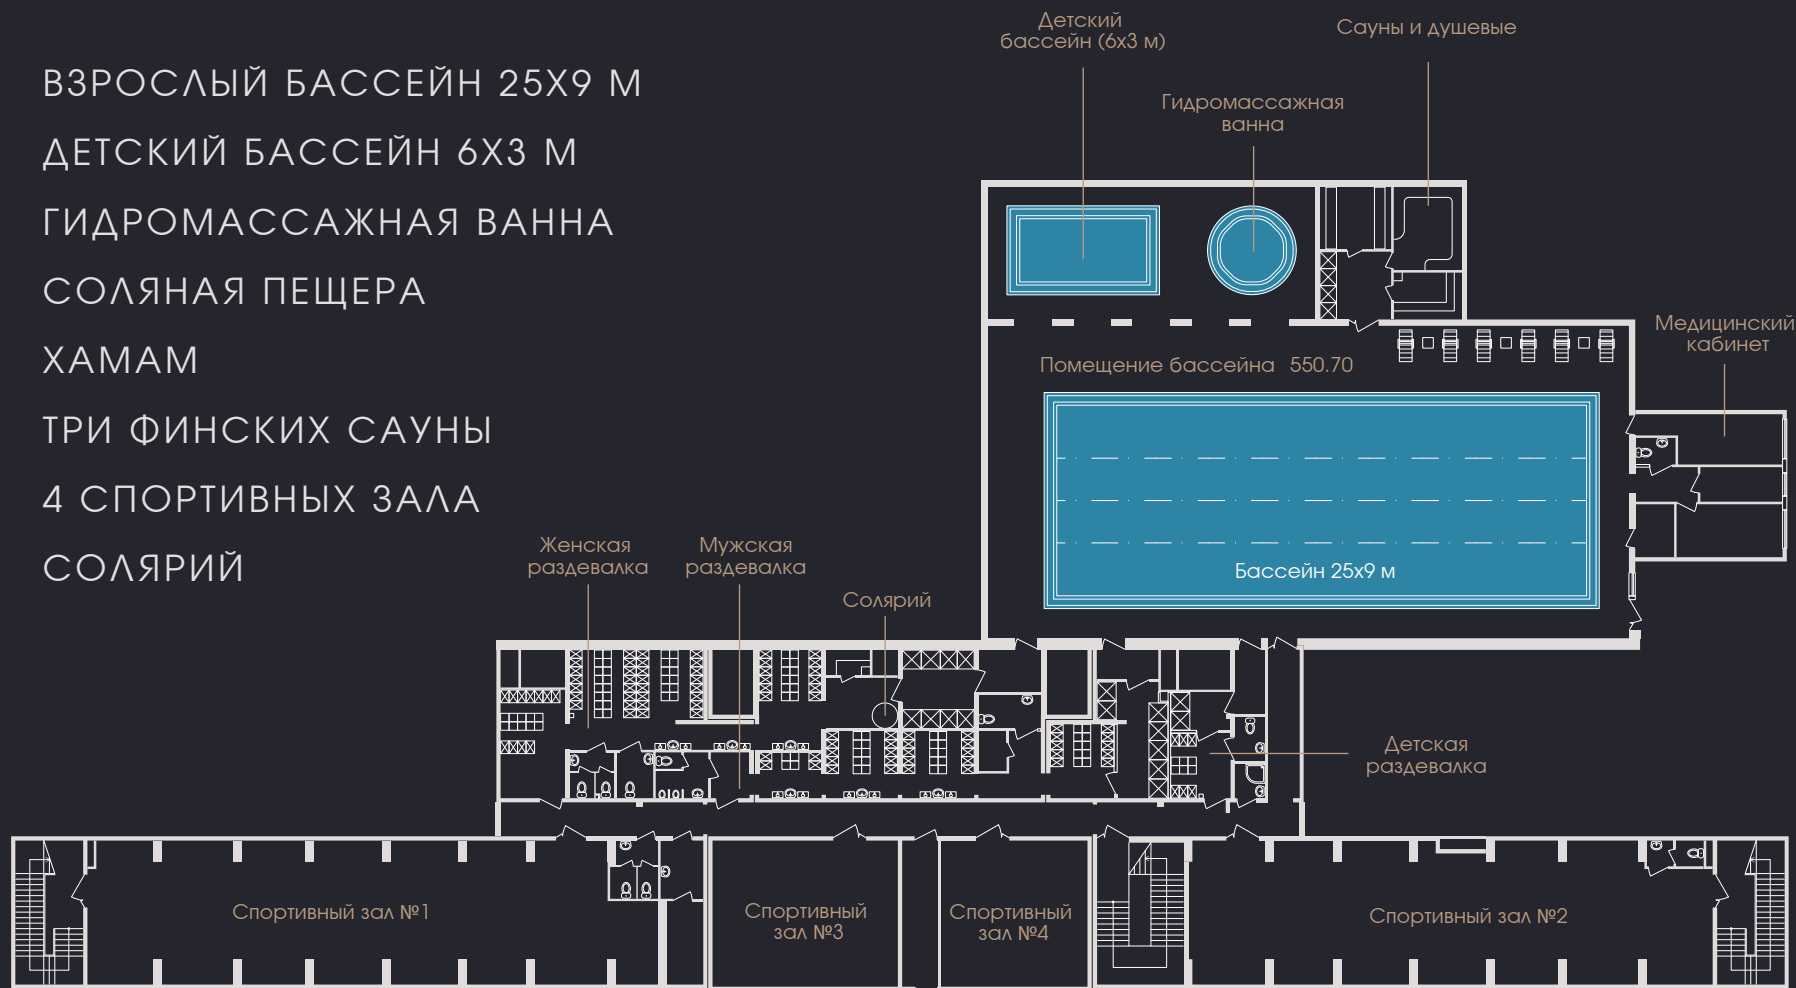 ВЗРОСЛЫЙ БАССЕЙН 25Х9 М
ДЕТСКИЙ БАССЕЙН 6Х3 М
ГИДРОМАССАЖНАЯ ВАННА
СОЛЯНАЯ ПЕЩЕРА
ХАМАМ
ТРИ ФИНСКИХ САУНЫ
4 СПОРТИВНЫХ ЗАЛА
СОЛЯРИЙ
Детский
бассейн (6х3 м)
Сауны и душевые
Гидромассажная
ванна
Медицинский
кабинет
Помещение бассейна 550.70
Бассейн 25х9 м
Женская
раздевалка
Мужская
раздевалка
Солярий
Детская
раздевалка
Спортивный зал №1
Спортивный
зал №3
Спортивный
зал №4
Спортивный зал №2